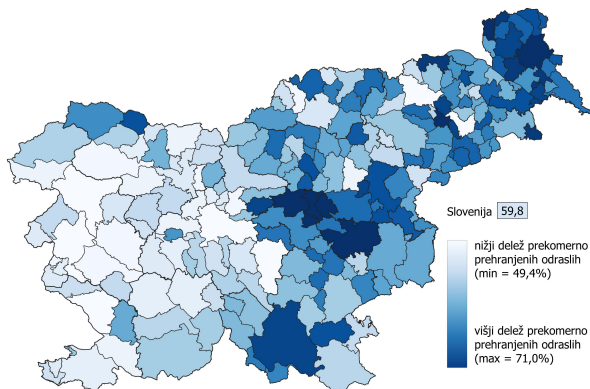 Slovenija 59,8
nižji delež prekomerno
prehranjenih odraslih
(min = 49,4%)
višji delež prekomerno
prehranjenih odraslih
(max = 71,0%)